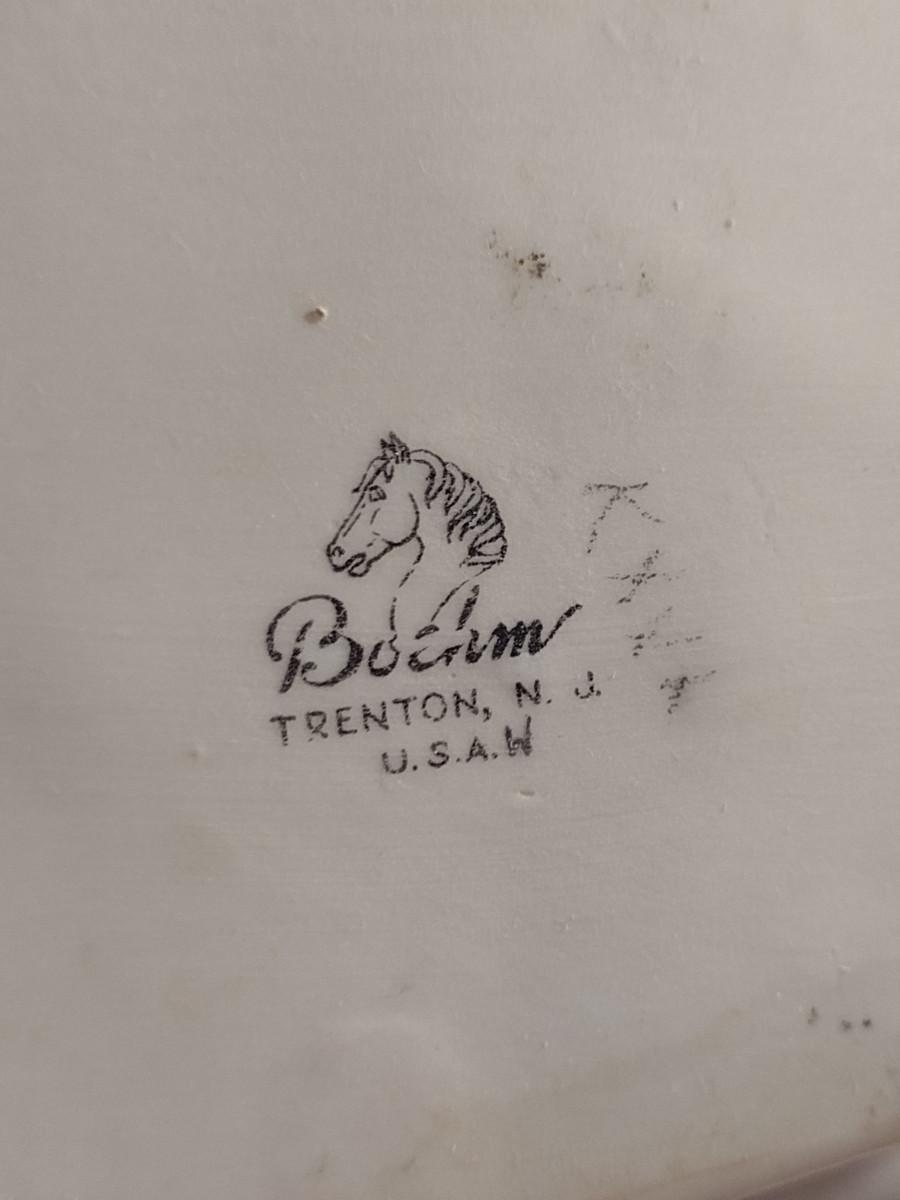 Boehm
TRENTON, N. J.
U.S.A. W